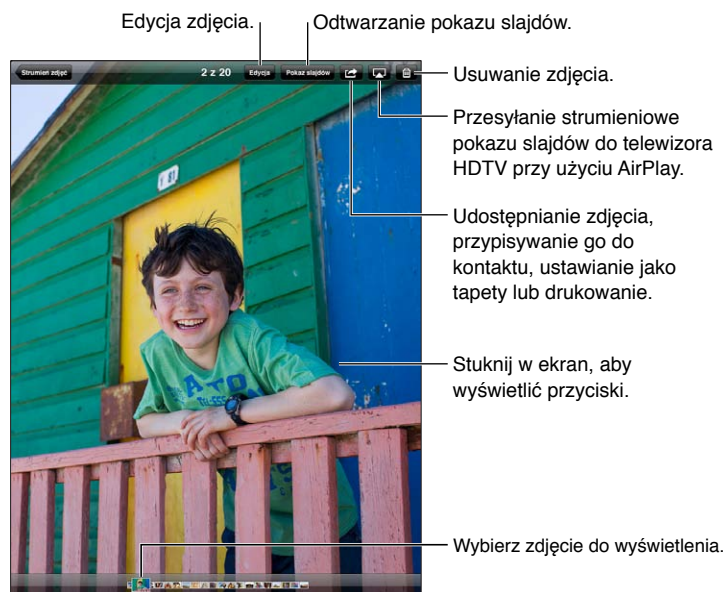 Edycja zdjęcia.
Odtwarzanie pokazu slajdów.
Strumień zdjęć
2 z 20
Edycja
Pokaz slajdów
Usuwanie zdjęcia.
Przesyłanie strumieniowe
pokazu slajdów do telewizora
HDTV przy użyciu AirPlay.
Y 81
Udostępnianie zdjęcia,
przypisywanie go do
kontaktu, ustawianie jako
tapety lub drukowanie.
Stuknij w ekran, aby
wyświetlić przyciski.
Wybierz zdjęcie do wyświetlenia.